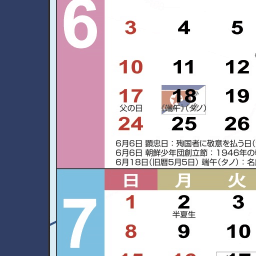 6
3 4 5
10 11 12
17 18 19
父の日 (端午)(タノ)
24 25 26
6月6日 顕忠日：殉国者に敬意を払う日(
6月6日 朝鮮少年団創立節：1946年の
6月18日(旧暦5月5日) 端午(タノ)：名
7
日 月 火
1 2 3
半夏生
8 9 10